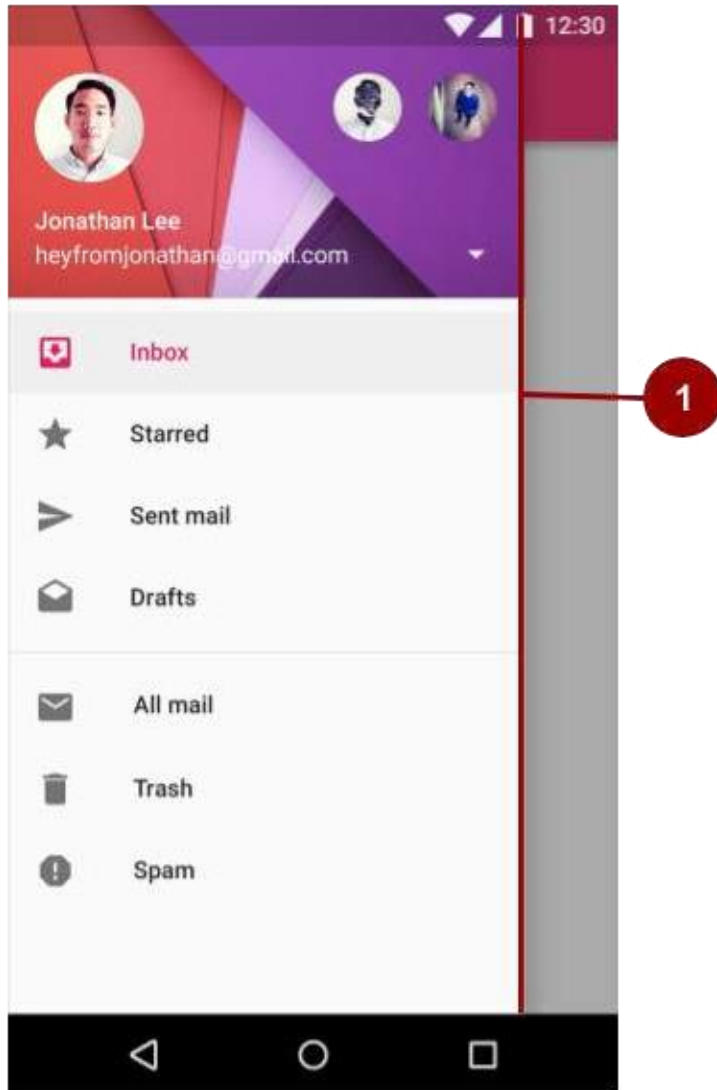 12:30
Jonathan Lee
heyfromjonathan@gmail.com
Inbox
1
Starred
Sent mail
Drafts
All mail
Trash
Spam